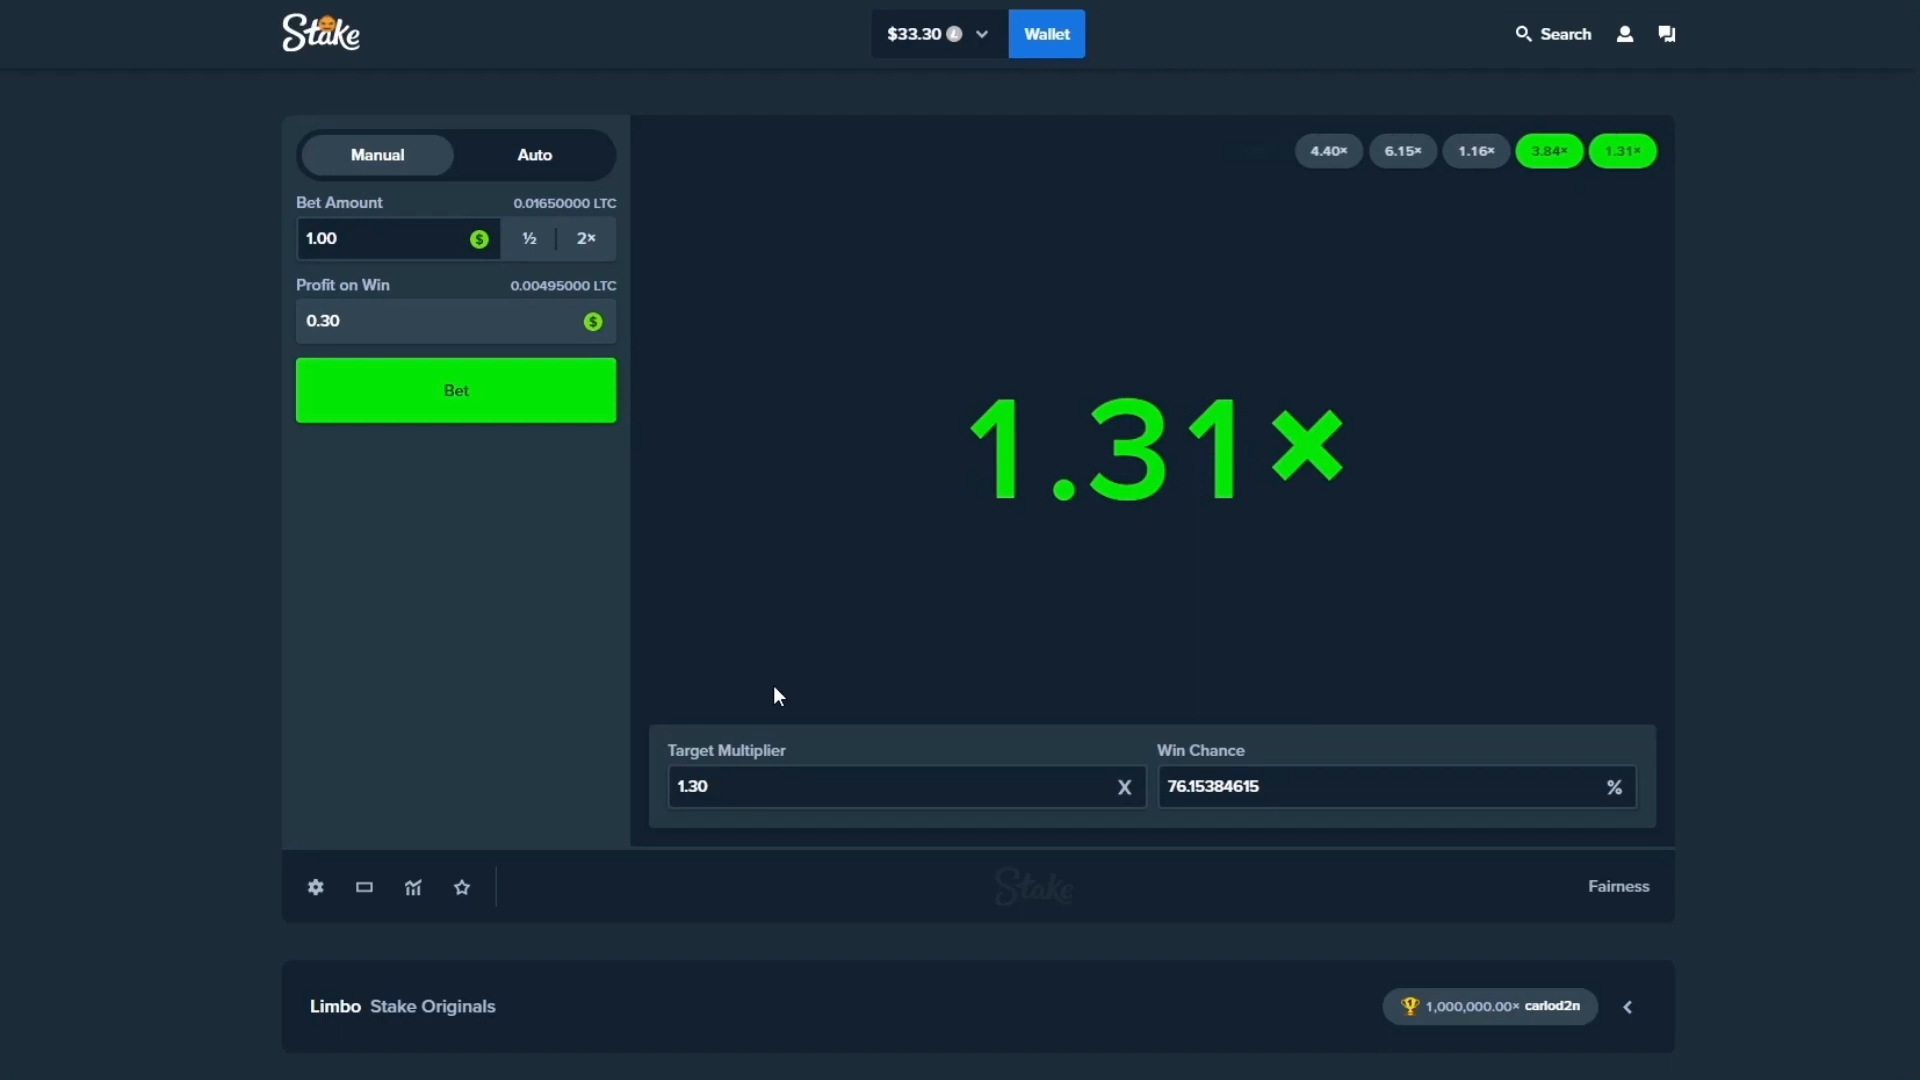 Stake
$33.30
Wallet
Search
Manual
Auto
4.40×
6.15×
1.16×
3.84×
1.31×
Bet Amount
0.01650000 LTC
1.00
$
½
2×
Profit on Win
0.00495000 LTC
0.30
$
Bet
1.31×
Target Multiplier
Win Chance
1.30
X
76.15384615
%
Stake
Fairness
Limbo Stake Originals
1,000,000.00× carlod2n